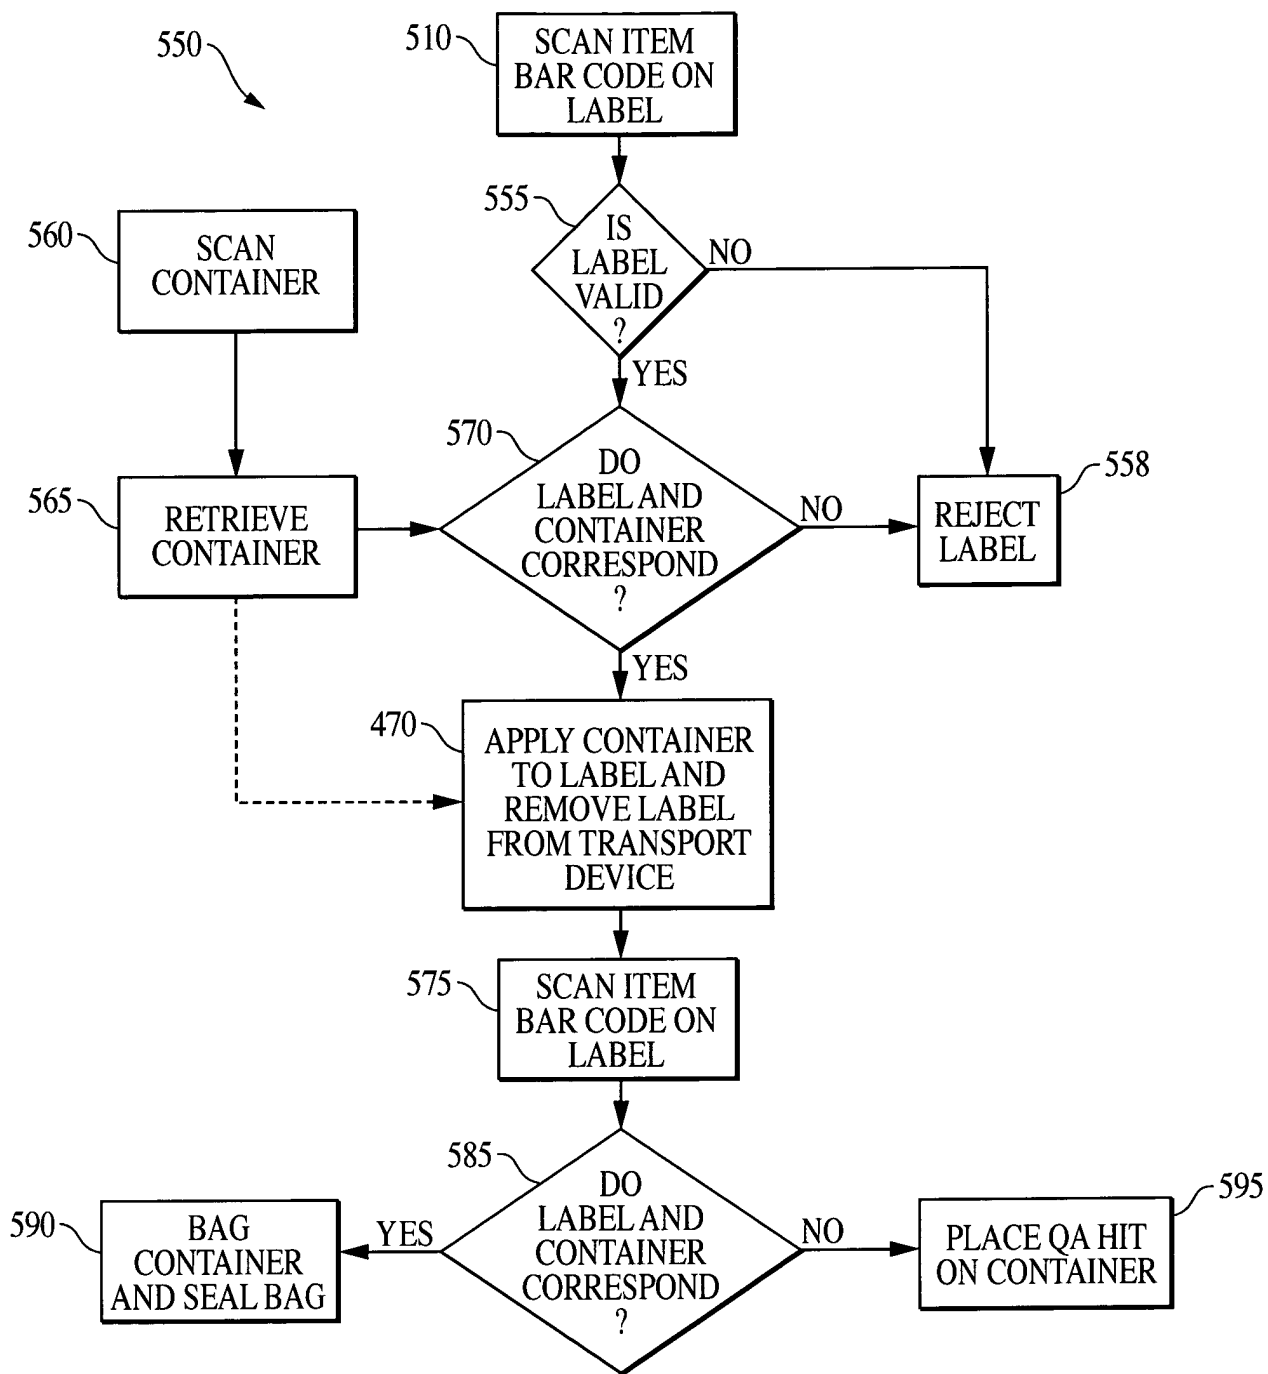 550
510
SCAN ITEM
BAR CODE ON
LABEL
555
IS
LABEL
VALID
?
NO
YES
560
SCAN
CONTAINER
565
RETRIEVE
CONTAINER
570
DO
LABEL AND
CONTAINER
CORRESPOND
?
NO
YES
558
REJECT
LABEL
470
APPLY CONTAINER
TO LABEL AND
REMOVE LABEL
FROM TRANSPORT
DEVICE
575
SCAN ITEM
BAR CODE ON
LABEL
585
DO
LABEL AND
CONTAINER
CORRESPOND
?
YES
NO
590
BAG
CONTAINER
AND SEAL BAG
595
PLACE QA HIT
ON CONTAINER